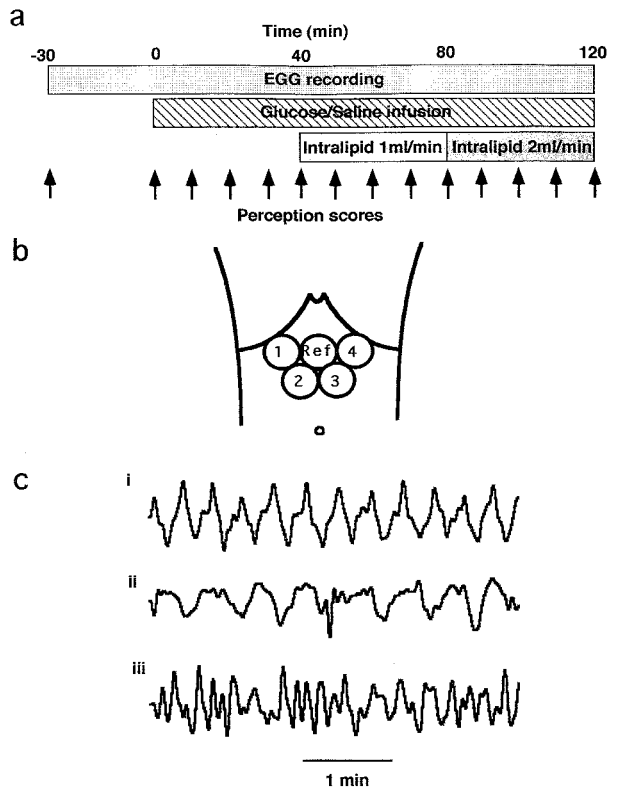 a
Time (min)
-30 0 40 80 120
EGG recording
Glucose/Saline infusion
Intralipid 1ml/min Intralipid 2ml/min
Perception scores
b
1 Ref 4
2 3
c
i
ii
iii
1 min